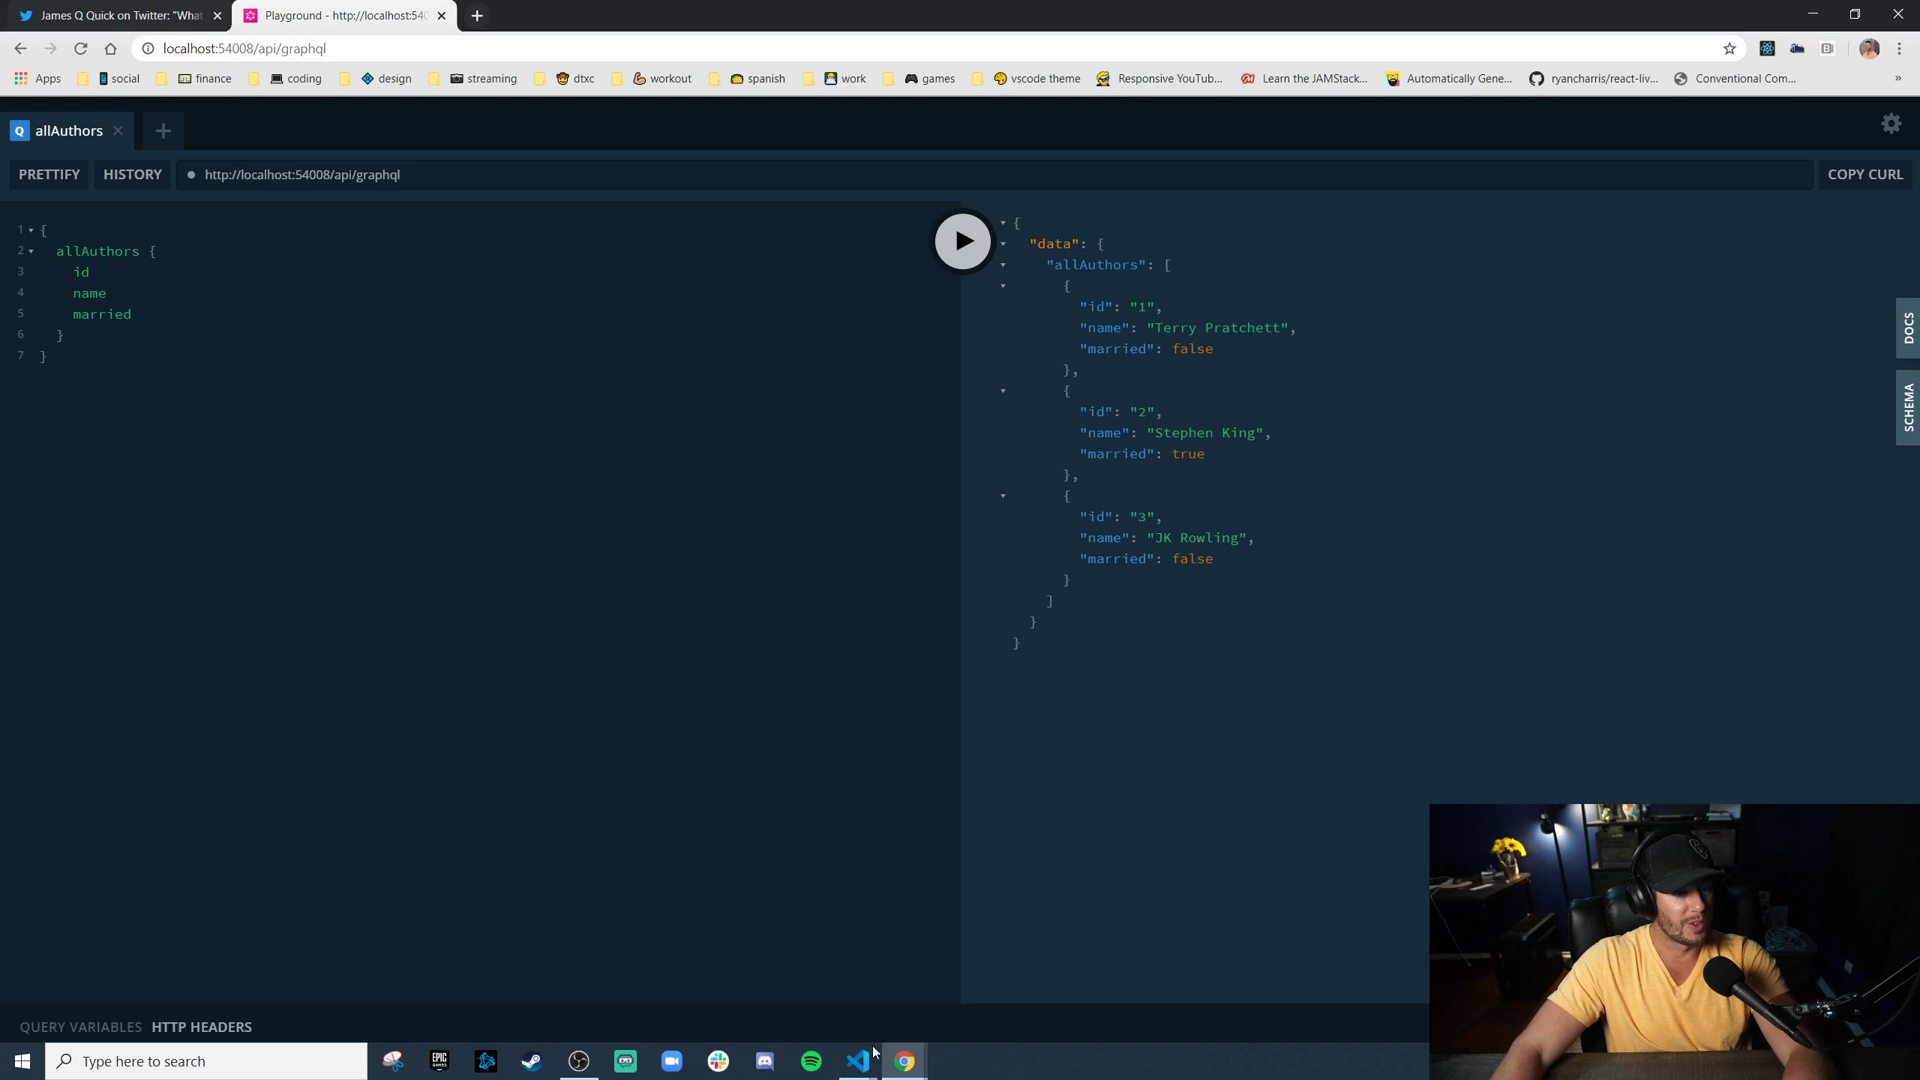 James Q Quick on Twitter: "What
Playground - http://localhost:540
localhost:54008/api/graphql
Apps social finance coding design streaming dtxc workout spanish work games vscode theme Responsive YouTub... Learn the JAMStack... Automatically Gene... ryancharris/react-liv... Conventional Com... »
Q allAuthors
PRETTIFY HISTORY http://localhost:54008/api/graphql COPY CURL
1 {
2 allAuthors {
3 id
4 name
5 married
6 }
7 }
{
"data": {
"allAuthors": [
{
"id": "1",
"name": "Terry Pratchett",
"married": false
},
{
"id": "2",
"name": "Stephen King",
"married": true
},
{
"id": "3",
"name": "JK Rowling",
"married": false
}
]
}
}
DOCS
SCHEMA
QUERY VARIABLES HTTP HEADERS
Type here to search
EPIC GAMES